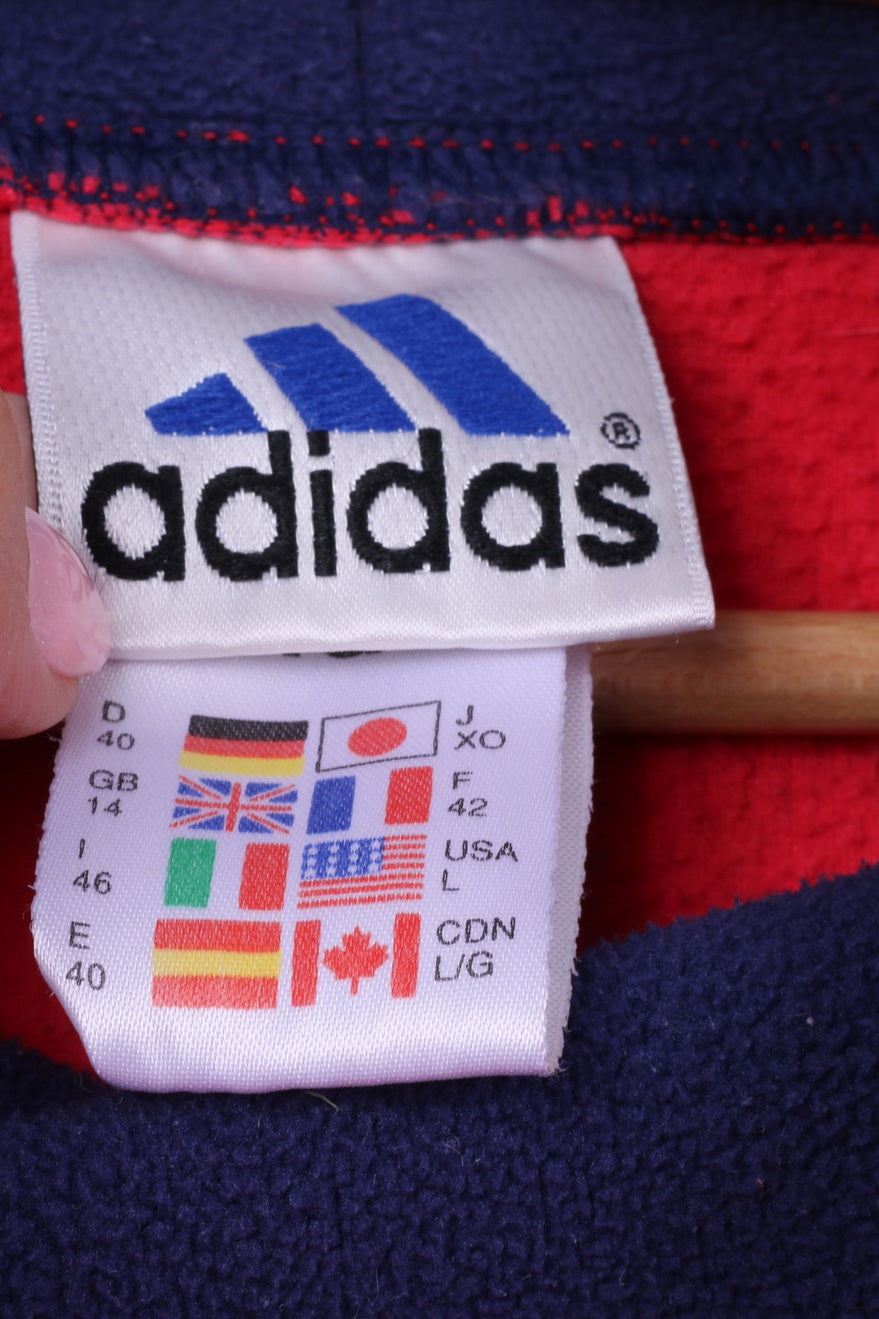 adidas®
D
40
J
XO
GB
14
F
42
I
46
USA
L
E
40
CDN
L/G